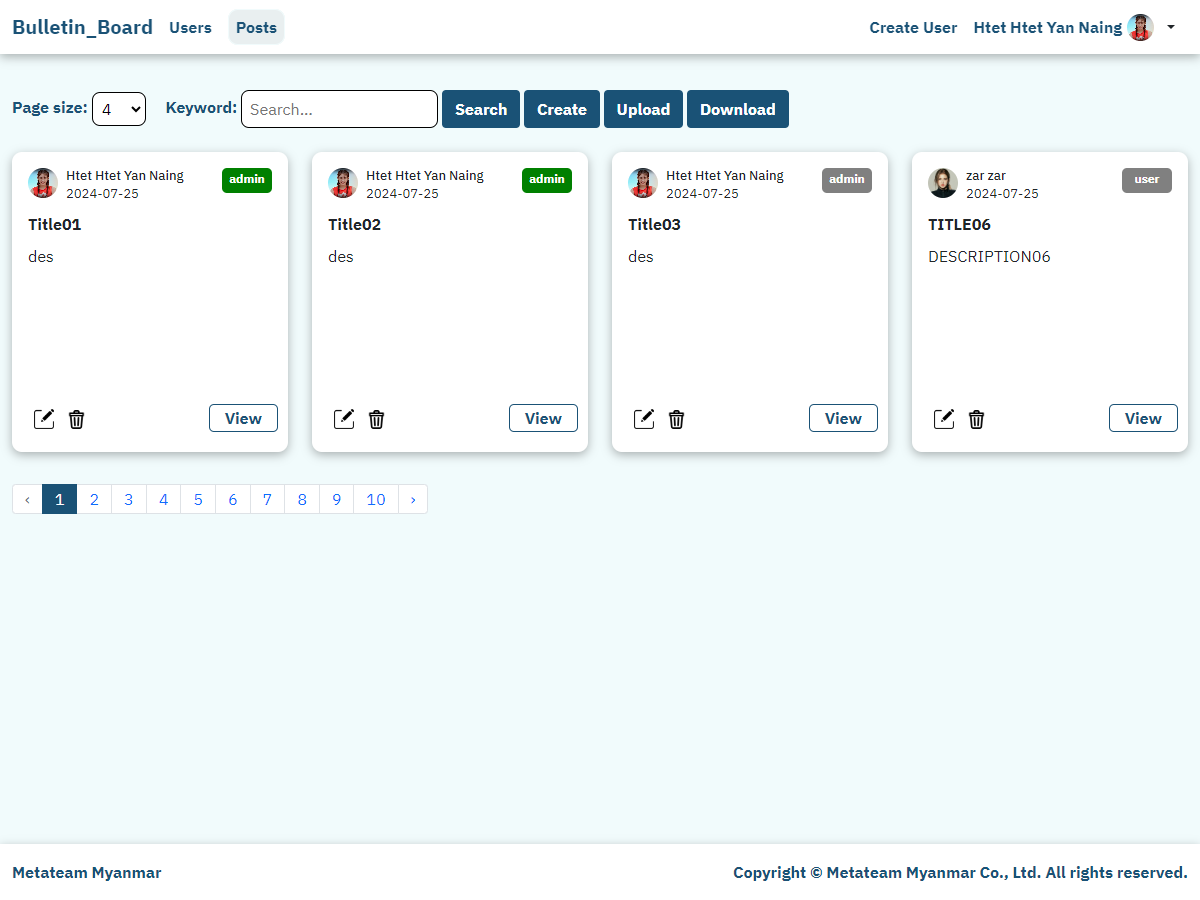 Bulletin_Board Users Posts Create User Htet Htet Yan Naing
Page size: 4 Keyword: Search... Search Create Upload Download
Htet Htet Yan Naing admin
2024-07-25
Title01
des
View
Htet Htet Yan Naing admin
2024-07-25
Title02
des
View
Htet Htet Yan Naing admin
2024-07-25
Title03
des
View
zar zar user
2024-07-25
TITLE06
DESCRIPTION06
View
‹ 1 2 3 4 5 6 7 8 9 10 ›
Metateam Myanmar Copyright © Metateam Myanmar Co., Ltd. All rights reserved.